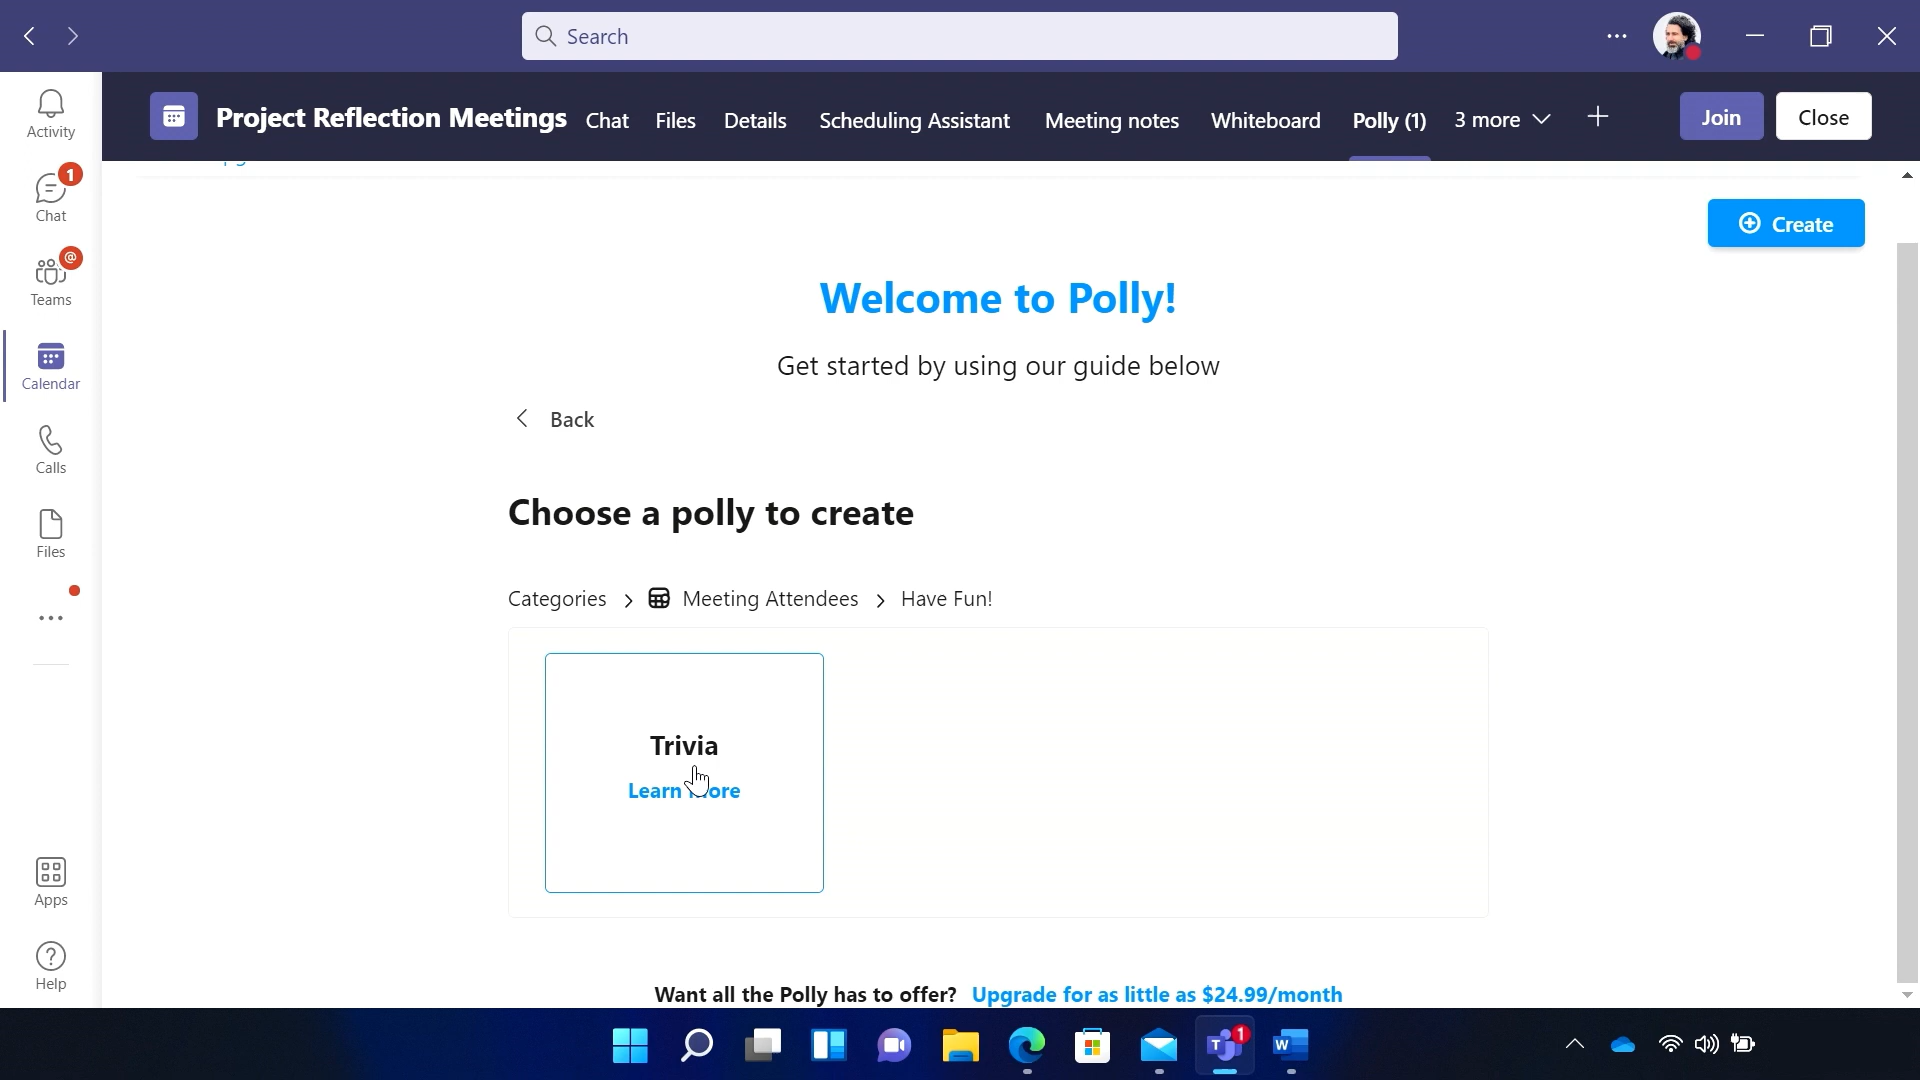 Search
Project Reflection Meetings
Chat
Files
Details
Scheduling Assistant
Meeting notes
Whiteboard
Polly (1)
3 more
Join
Close
Activity
1
Chat
@
Teams
Calendar
Calls
Files
Apps
Help
Create
Welcome to Polly!
Get started by using our guide below
Back
Choose a polly to create
Categories > Meeting Attendees > Have Fun!
Trivia
Learn More
Want all the Polly has to offer? Upgrade for as little as $24.99/month
T
1
W